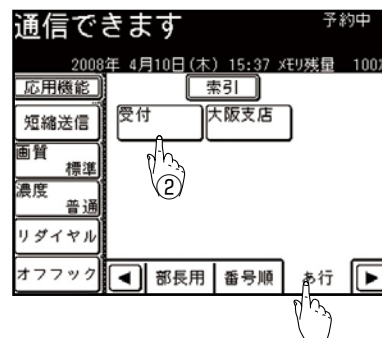 通信できます
予約中
2008年 4月10日(木) 15:37 メモリ残量 100%
応用機能
索引
短縮送信
受付
大阪支店
画質
標準
②
濃度
普通
リダイヤル
オフフック
◀ 部長用 番号順 あ行 ▶